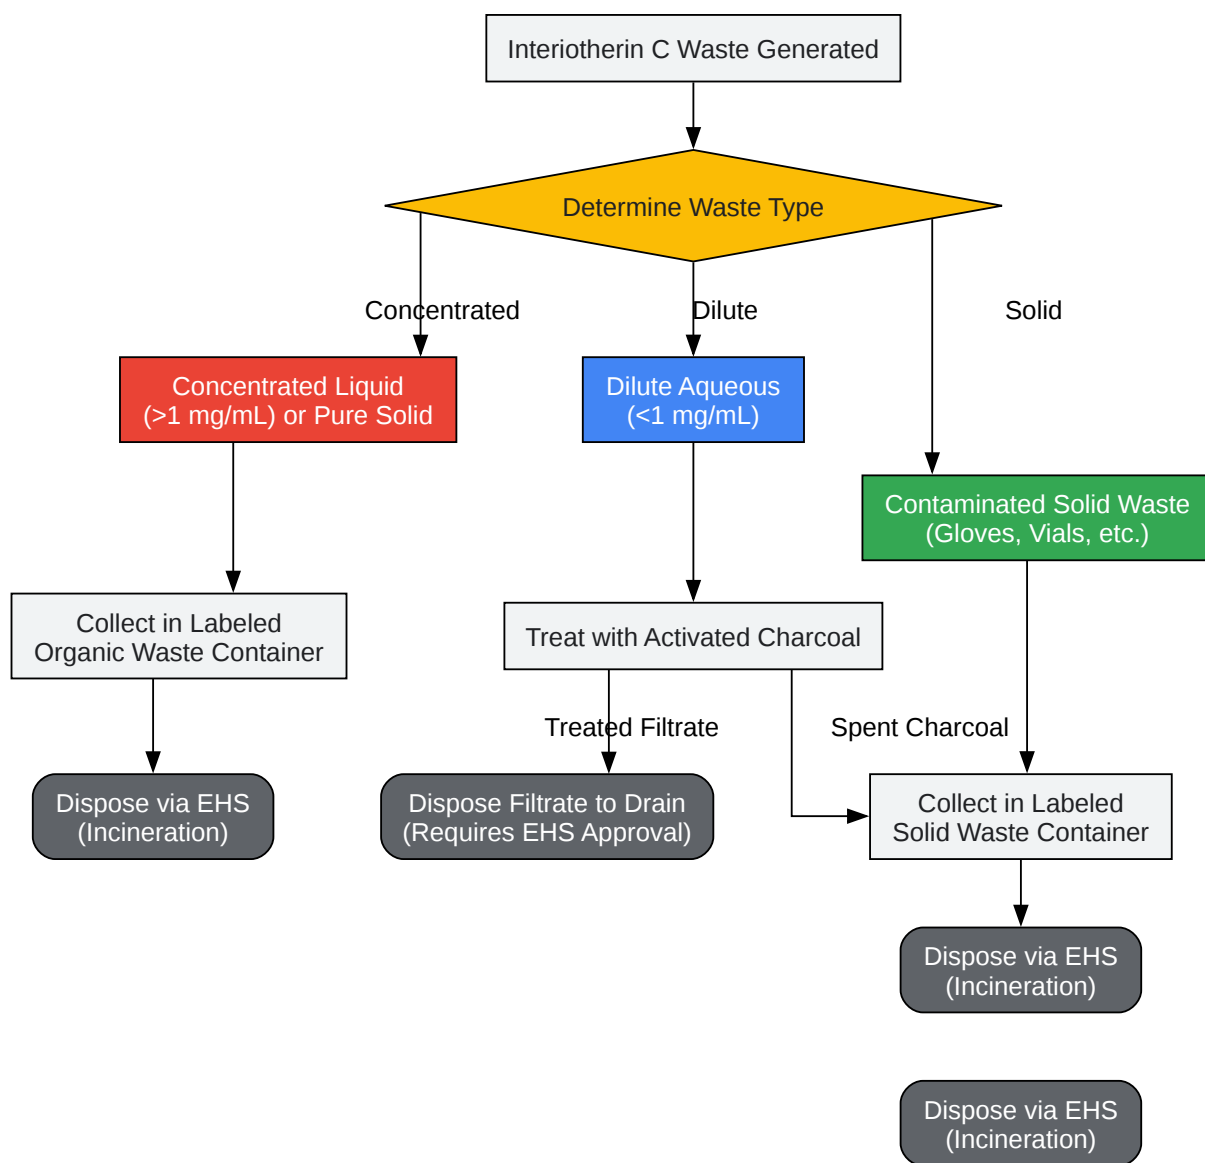 Interiotherin C Waste Generated
Determine Waste Type
Concentrated
Dilute
Solid
Concentrated Liquid
(>1 mg/mL) or Pure Solid
Dilute Aqueous
(<1 mg/mL)
Contaminated Solid Waste
(Gloves, Vials, etc.)
Collect in Labeled
Organic Waste Container
Treat with Activated Charcoal
Treated Filtrate
Spent Charcoal
Dispose via EHS
(Incineration)
Dispose Filtrate to Drain
(Requires EHS Approval)
Collect in Labeled
Solid Waste Container
Dispose via EHS
(Incineration)
Dispose via EHS
(Incineration)